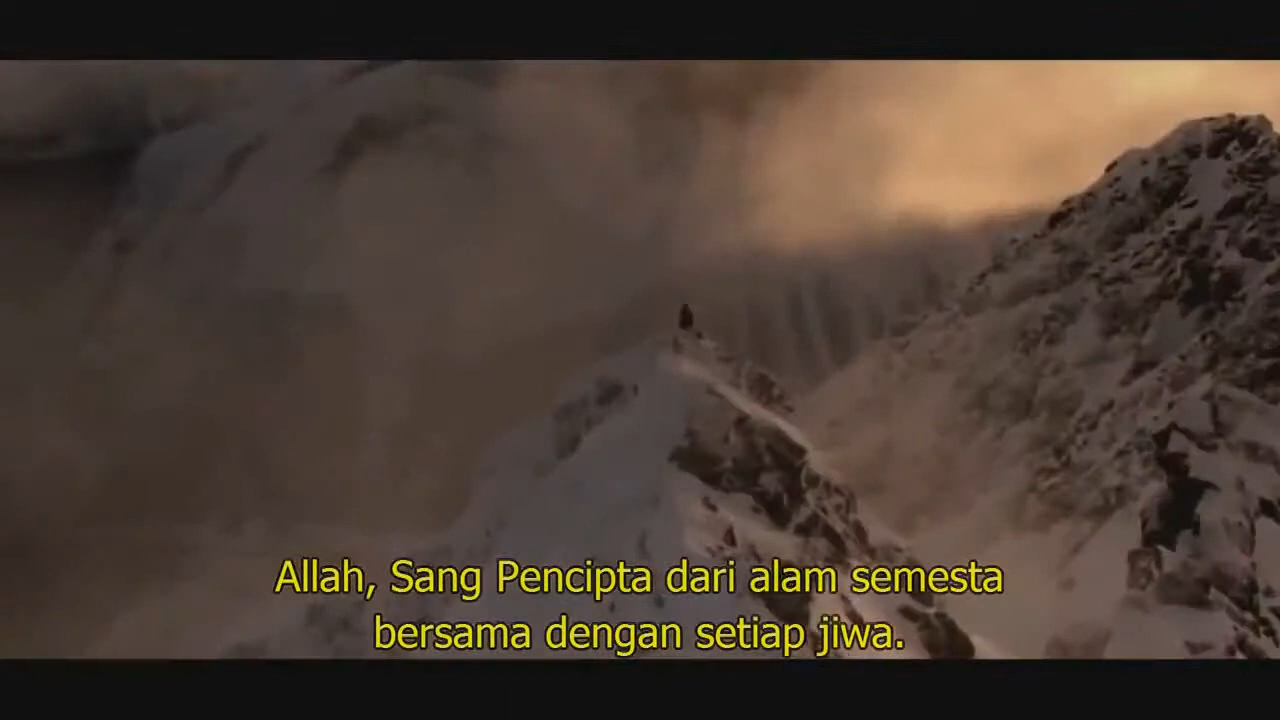 Allah, Sang Pencipta dari alam semesta
bersama dengan setiap jiwa.